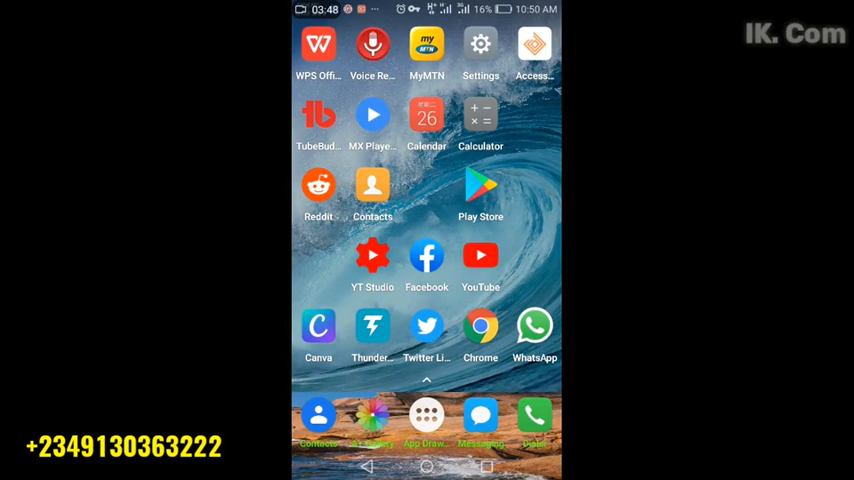 03:48
16%
10:50 AM
IK. Com
my
MTN
WPS Offi...
Voice Re...
MyMTN
Settings
Access...
26
TubeBud...
MX Playe...
Calendar
Calculator
Reddit
Contacts
Play Store
YT Studio
Facebook
YouTube
Canva
Thunder...
Twitter Li...
Chrome
WhatsApp
Contacts
App Draw...
Messaging
Dialer
+2349130363222